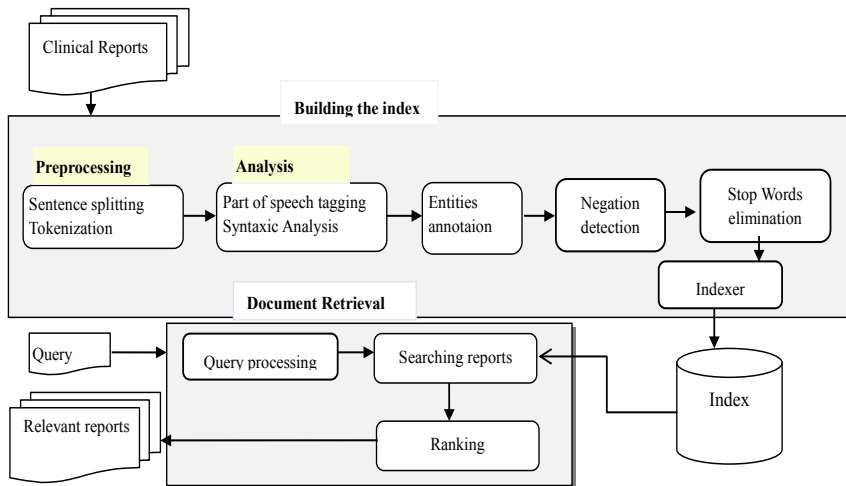 Clinical Reports
Building the index
Preprocessing
Sentence splitting
Tokenization
Analysis
Part of speech tagging
Syntaxic Analysis
Entities
annotaion
Negation
detection
Stop Words
elimination
Indexer
Document Retrieval
Query
Query processing
Searching reports
Index
Relevant reports
Ranking